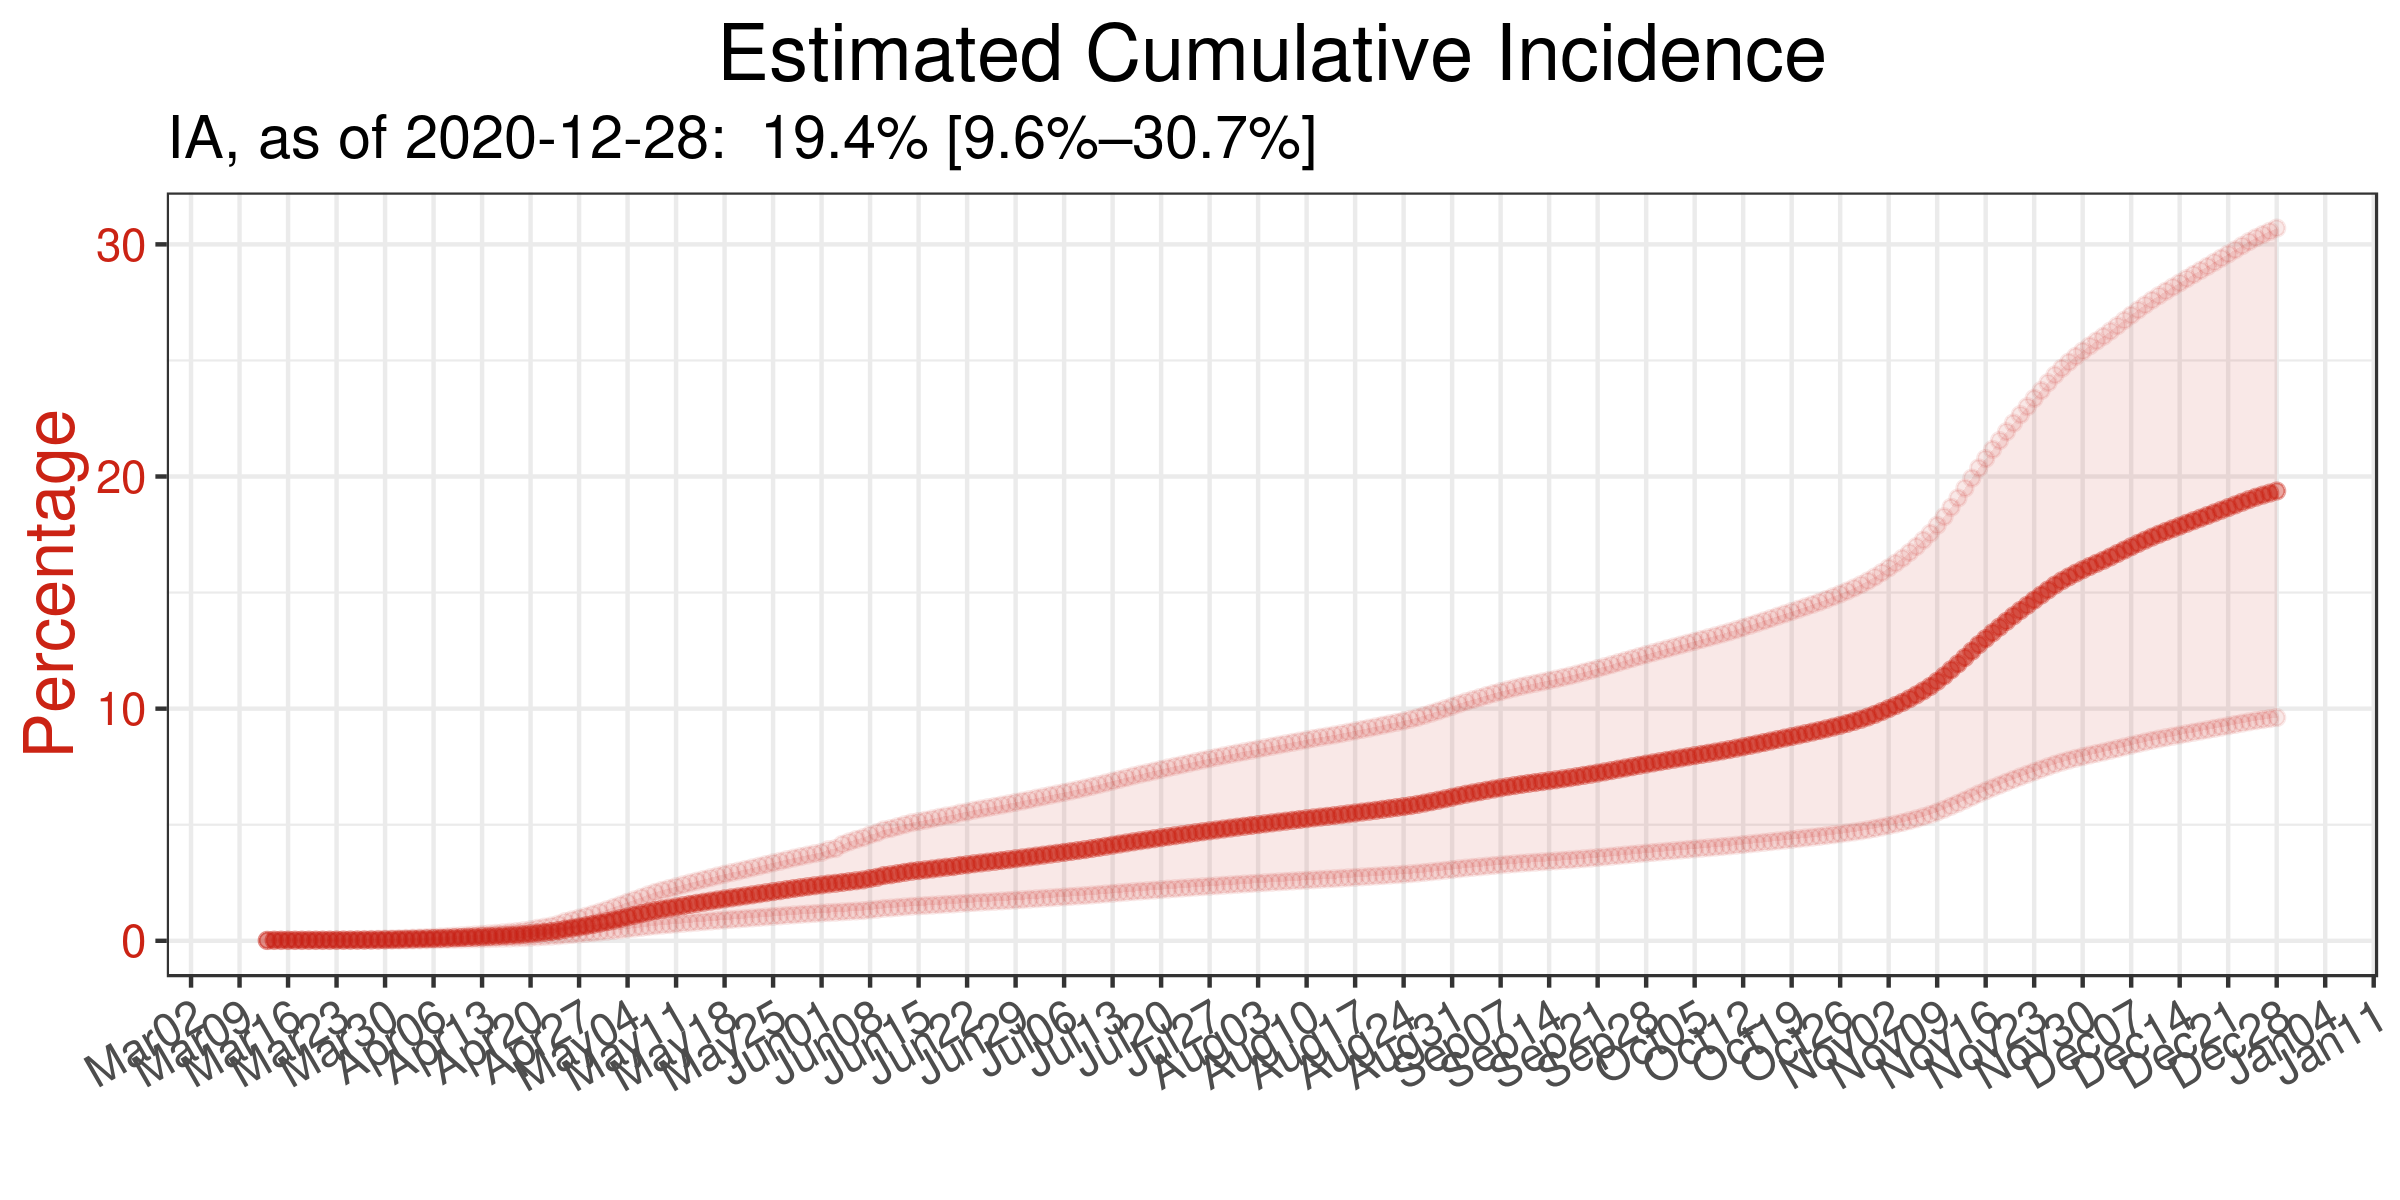 Estimated Cumulative Incidence
IA, as of 2020-12-28:  19.4% [9.6%–30.7%]
Percentage
30
20
10
0
Mar02
Mar09
Mar16
Mar23
Mar30
Apr06
Apr13
Apr20
Apr27
May04
May11
May18
May25
Jun01
Jun08
Jun15
Jun22
Jun29
Jul06
Jul13
Jul20
Jul27
Aug03
Aug10
Aug17
Aug24
Aug31
Sep07
Sep14
Sep21
Sep28
Oct05
Oct12
Oct19
Oct26
Nov02
Nov09
Nov16
Nov23
Nov30
Dec07
Dec14
Dec21
Dec28
Jan04
Jan11